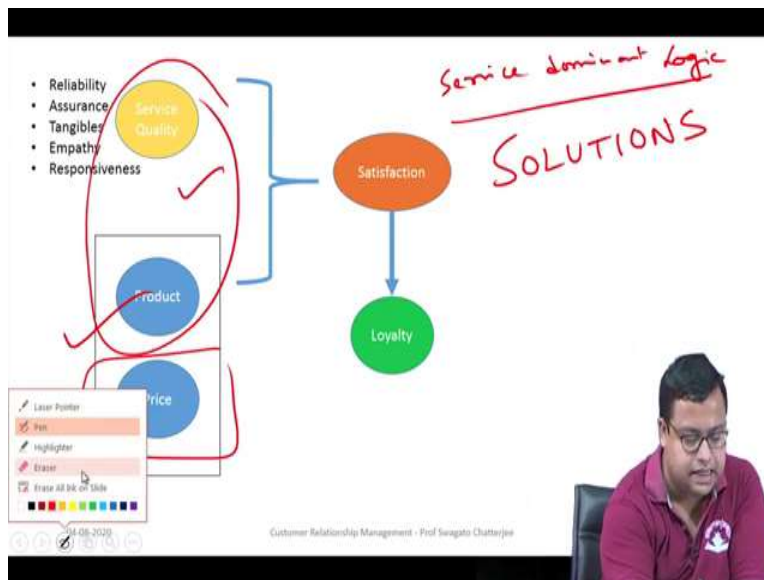 Service dominant Logic
SOLUTIONS
• Reliability
• Assurance
• Tangibles
• Empathy
• Responsiveness
Service
Quality
Satisfaction
Product
Loyalty
Price
Laser Pointer
Pen
Highlighter
Eraser
Erase All Ink on Slide
04-08-2020
Customer Relationship Management - Prof Swagato Chatterjee